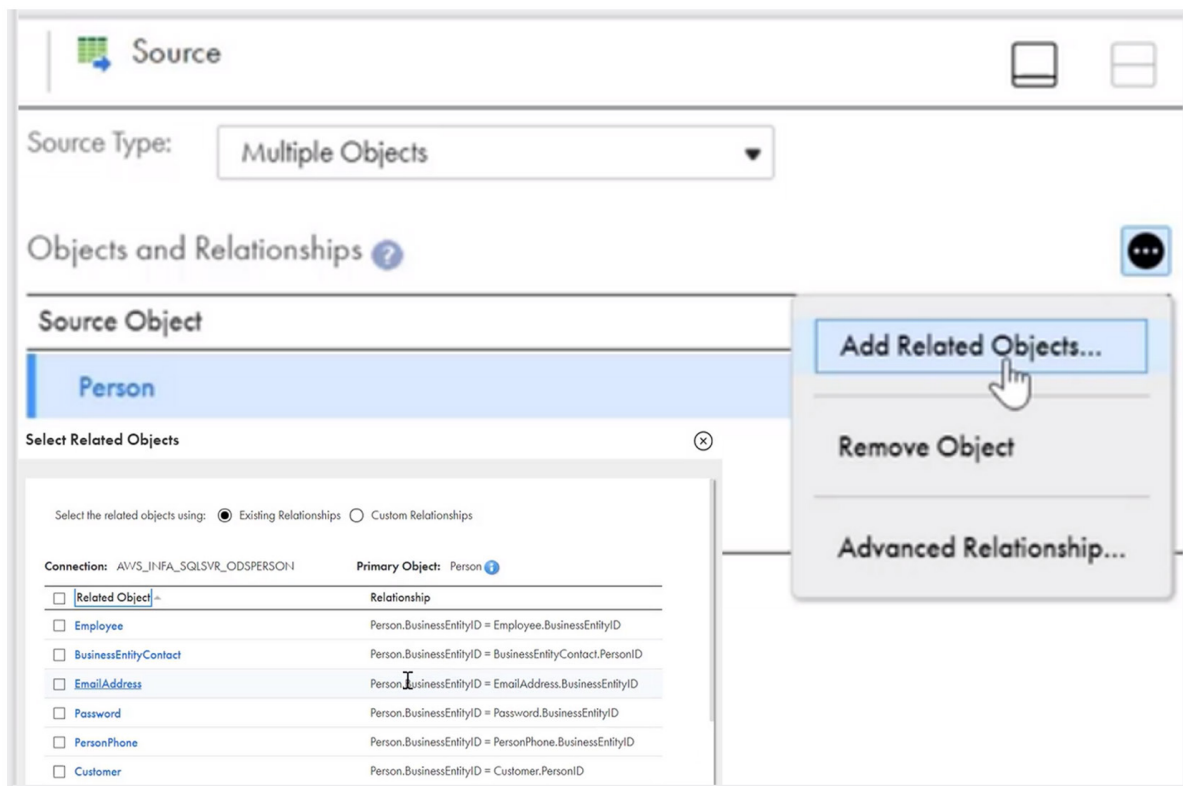 Source
Source Type: Multiple Objects
Objects and Relationships ?
Source Object
Person
Add Related Objects...
Remove Object
Advanced Relationship...
Select Related Objects
Select the related objects using: Existing Relationships Custom Relationships
Connection: AWS_INFA_SQLSVR_ODSPERSON Primary Object: Person i
Related Object Relationship
Employee Person.BusinessEntityID = Employee.BusinessEntityID
BusinessEntityContact Person.BusinessEntityID = BusinessEntityContact.PersonID
EmailAddress Person.BusinessEntityID = EmailAddress.BusinessEntityID
Password Person.BusinessEntityID = Password.BusinessEntityID
PersonPhone Person.BusinessEntityID = PersonPhone.BusinessEntityID
Customer Person.BusinessEntityID = Customer.PersonID